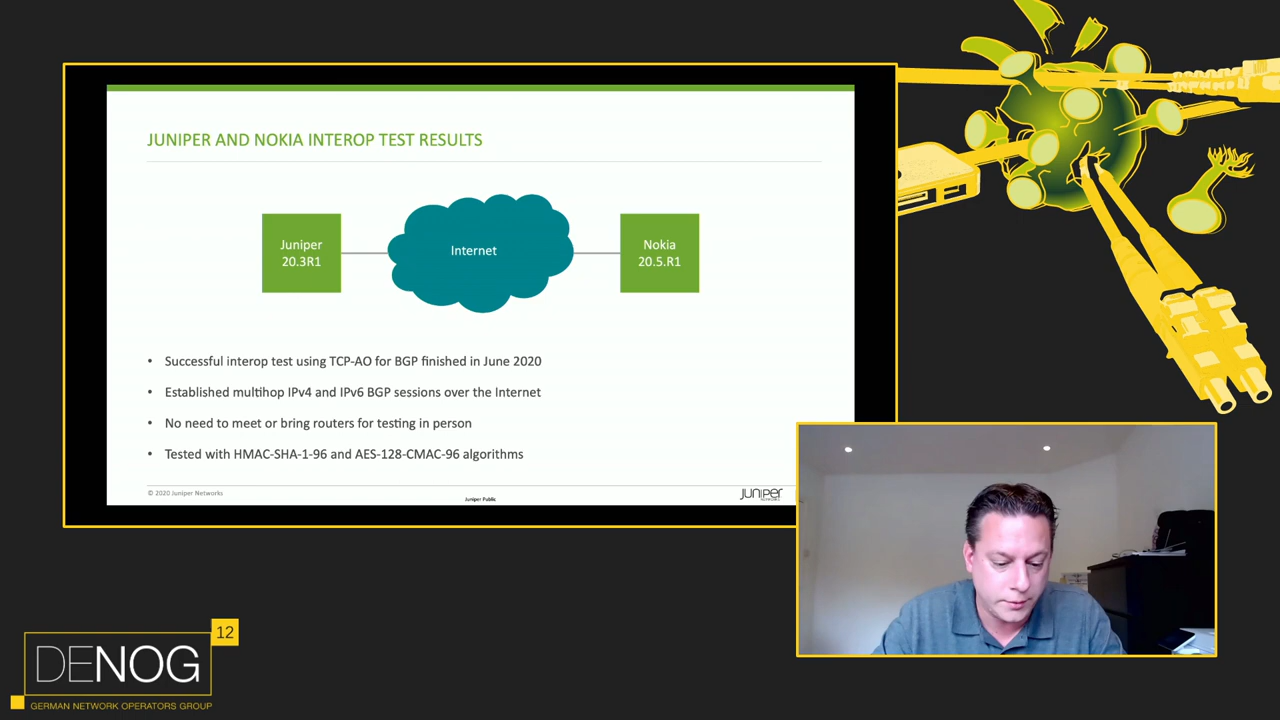 JUNIPER AND NOKIA INTEROP TEST RESULTS
Juniper
20.3R1
Internet
Nokia
20.5.R1
• Successful interop test using TCP-AO for BGP finished in June 2020
• Established multihop IPv4 and IPv6 BGP sessions over the Internet
• No need to meet or bring routers for testing in person
• Tested with HMAC-SHA-1-96 and AES-128-CMAC-96 algorithms
© 2020 Juniper Networks
Juniper Public
JUNIPER
NETWORKS
12
DENOG
GERMAN NETWORK OPERATORS GROUP